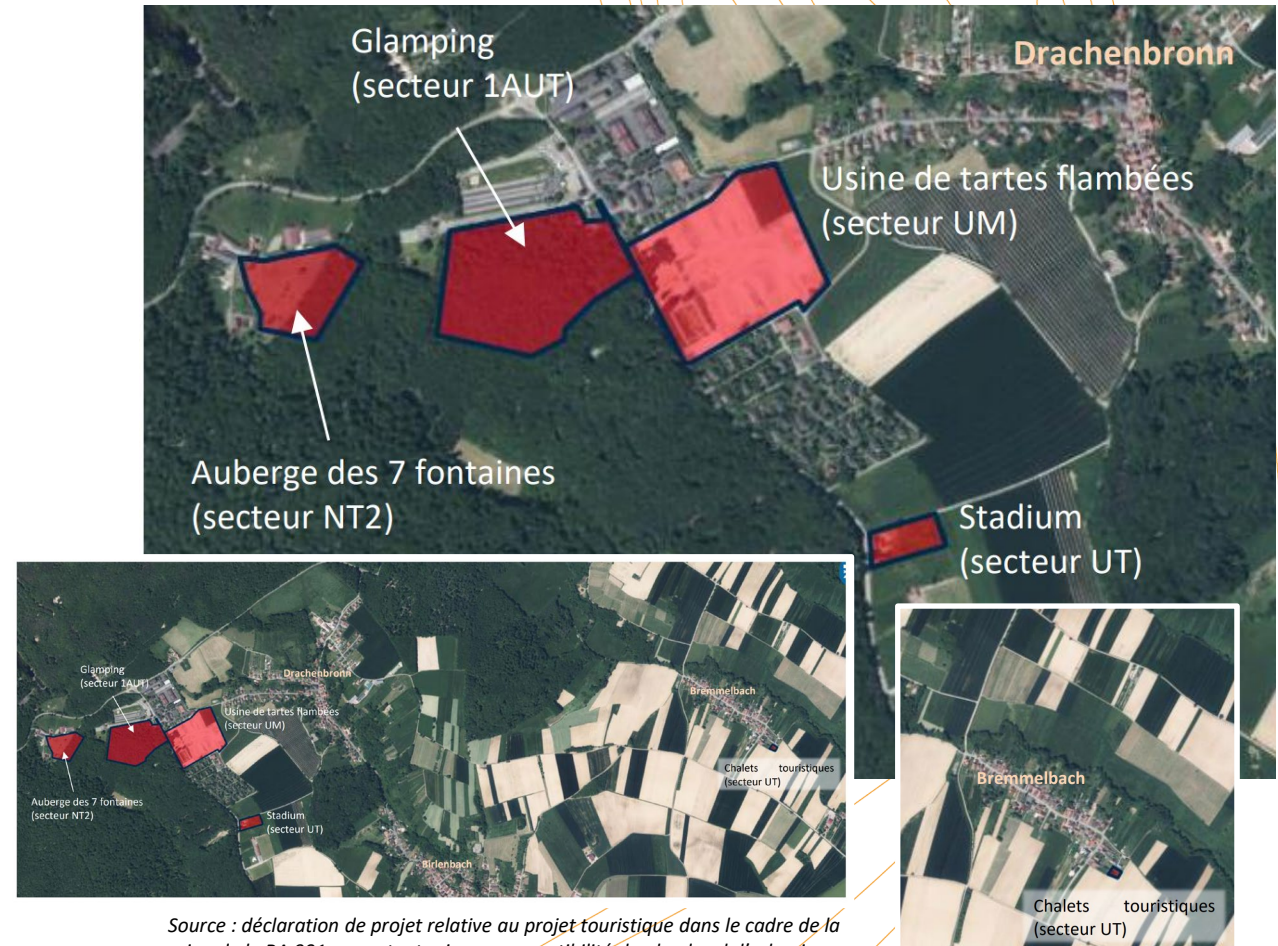 Glamping
(secteur 1AUT)
Drachenbronn
Usine de tartes flambées
(secteur UM)
Auberge des 7 fontaines
(secteur NT2)
Stadium
(secteur UT)
Glamping
(secteur 1AUT)
Drachenbronn
Usine de tartes flambées
(secteur UM)
Bremmelbach
Chalets touristiques
(secteur UT)
Auberge des 7 fontaines
(secteur NT2)
Stadium
(secteur UT)
Birlenbach
Bremmelbach
Chalets touristiques
(secteur UT)
Source : déclaration de projet relative au projet touristique dans le cadre de la